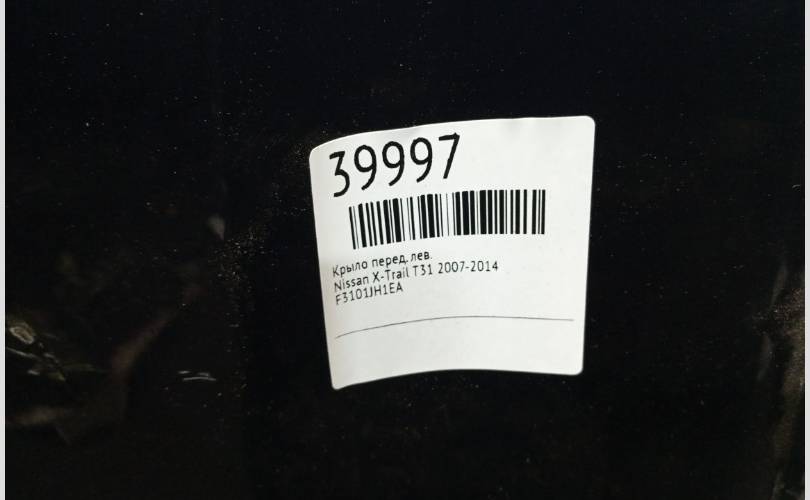 39997
Крыло перед.лев.
Nissan X-Trail T31 2007-2014
F3101JH1EA